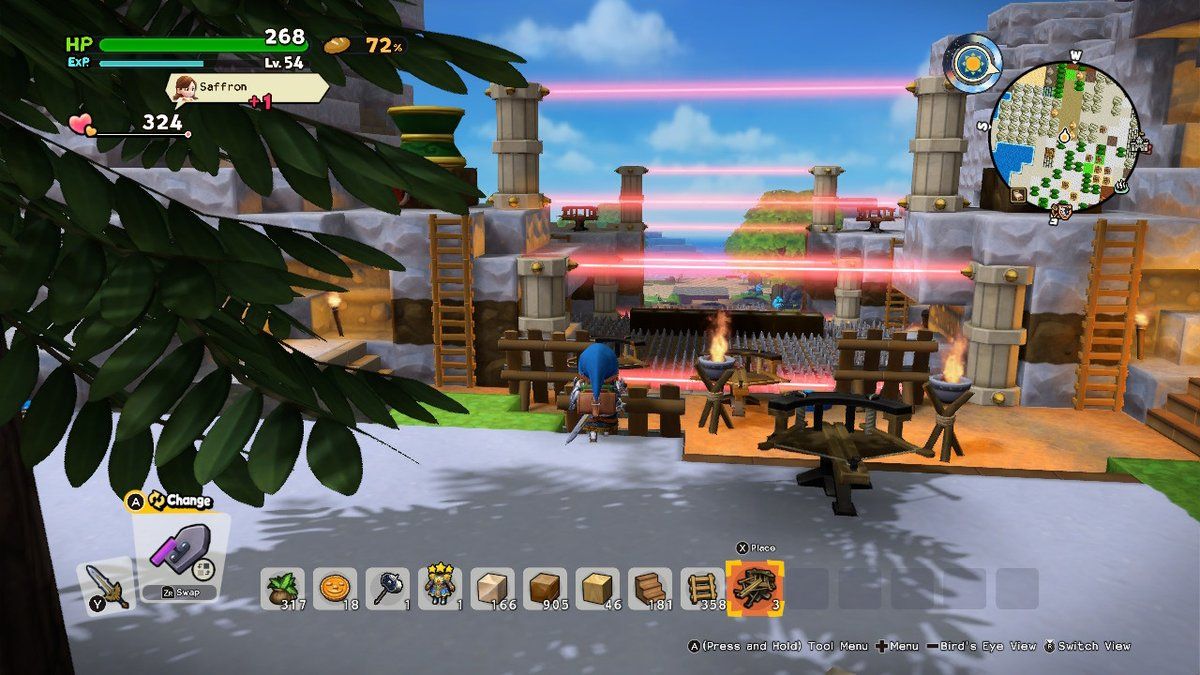 HP 268 72%
EXP Lv.54
Saffron
+1
324
W
S
A Change
Y
ZR Swap
X Place
317 18 1 1 166 905 46 181 358 3
A (Press and Hold) Tool Menu + Menu − Bird's Eye View R Switch View